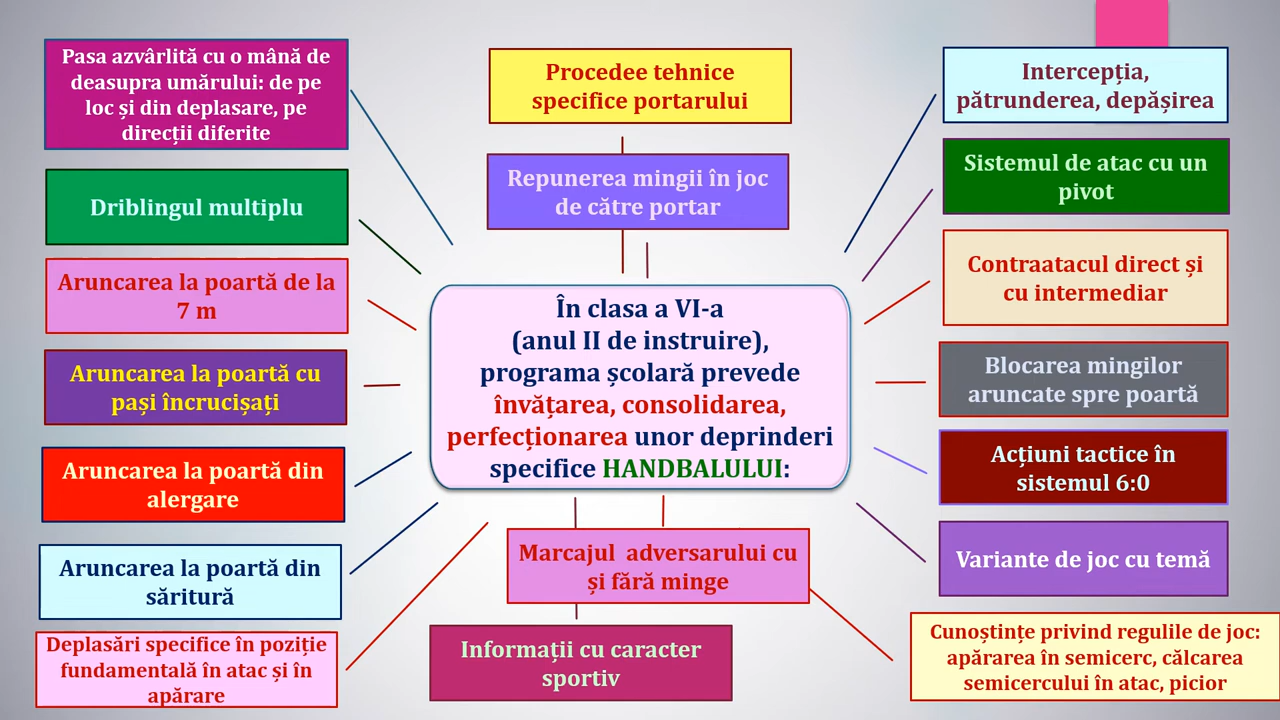 Pasa azvârlită cu o mână de
deasupra umărului: de pe
loc și din deplasare, pe
direcții diferite
Driblingul multiplu
Aruncarea la poartă de la
7 m
Aruncarea la poartă cu
pași încrucișați
Aruncarea la poartă din
alergare
Aruncarea la poartă din
săritură
Deplasări specifice în poziție
fundamentală în atac și în
apărare
Procedee tehnice
specifice portarului
Repunerea mingii în joc
de către portar
În clasa a VI-a
(anul II de instruire),
programa școlară prevede
învățarea, consolidarea,
perfecționarea unor deprinderi
specifice HANDBALULUI:
Marcajul adversarului cu
și fără minge
Informații cu caracter
sportiv
Intercepția,
pătrunderea, depășirea
Sistemul de atac cu un
pivot
Contraatacul direct și
cu intermediar
Blocarea mingilor
aruncate spre poartă
Acțiuni tactice în
sistemul 6:0
Variante de joc cu temă
Cunoștințe privind regulile de joc:
apărarea în semicerc, călcarea
semicercului în atac, picior